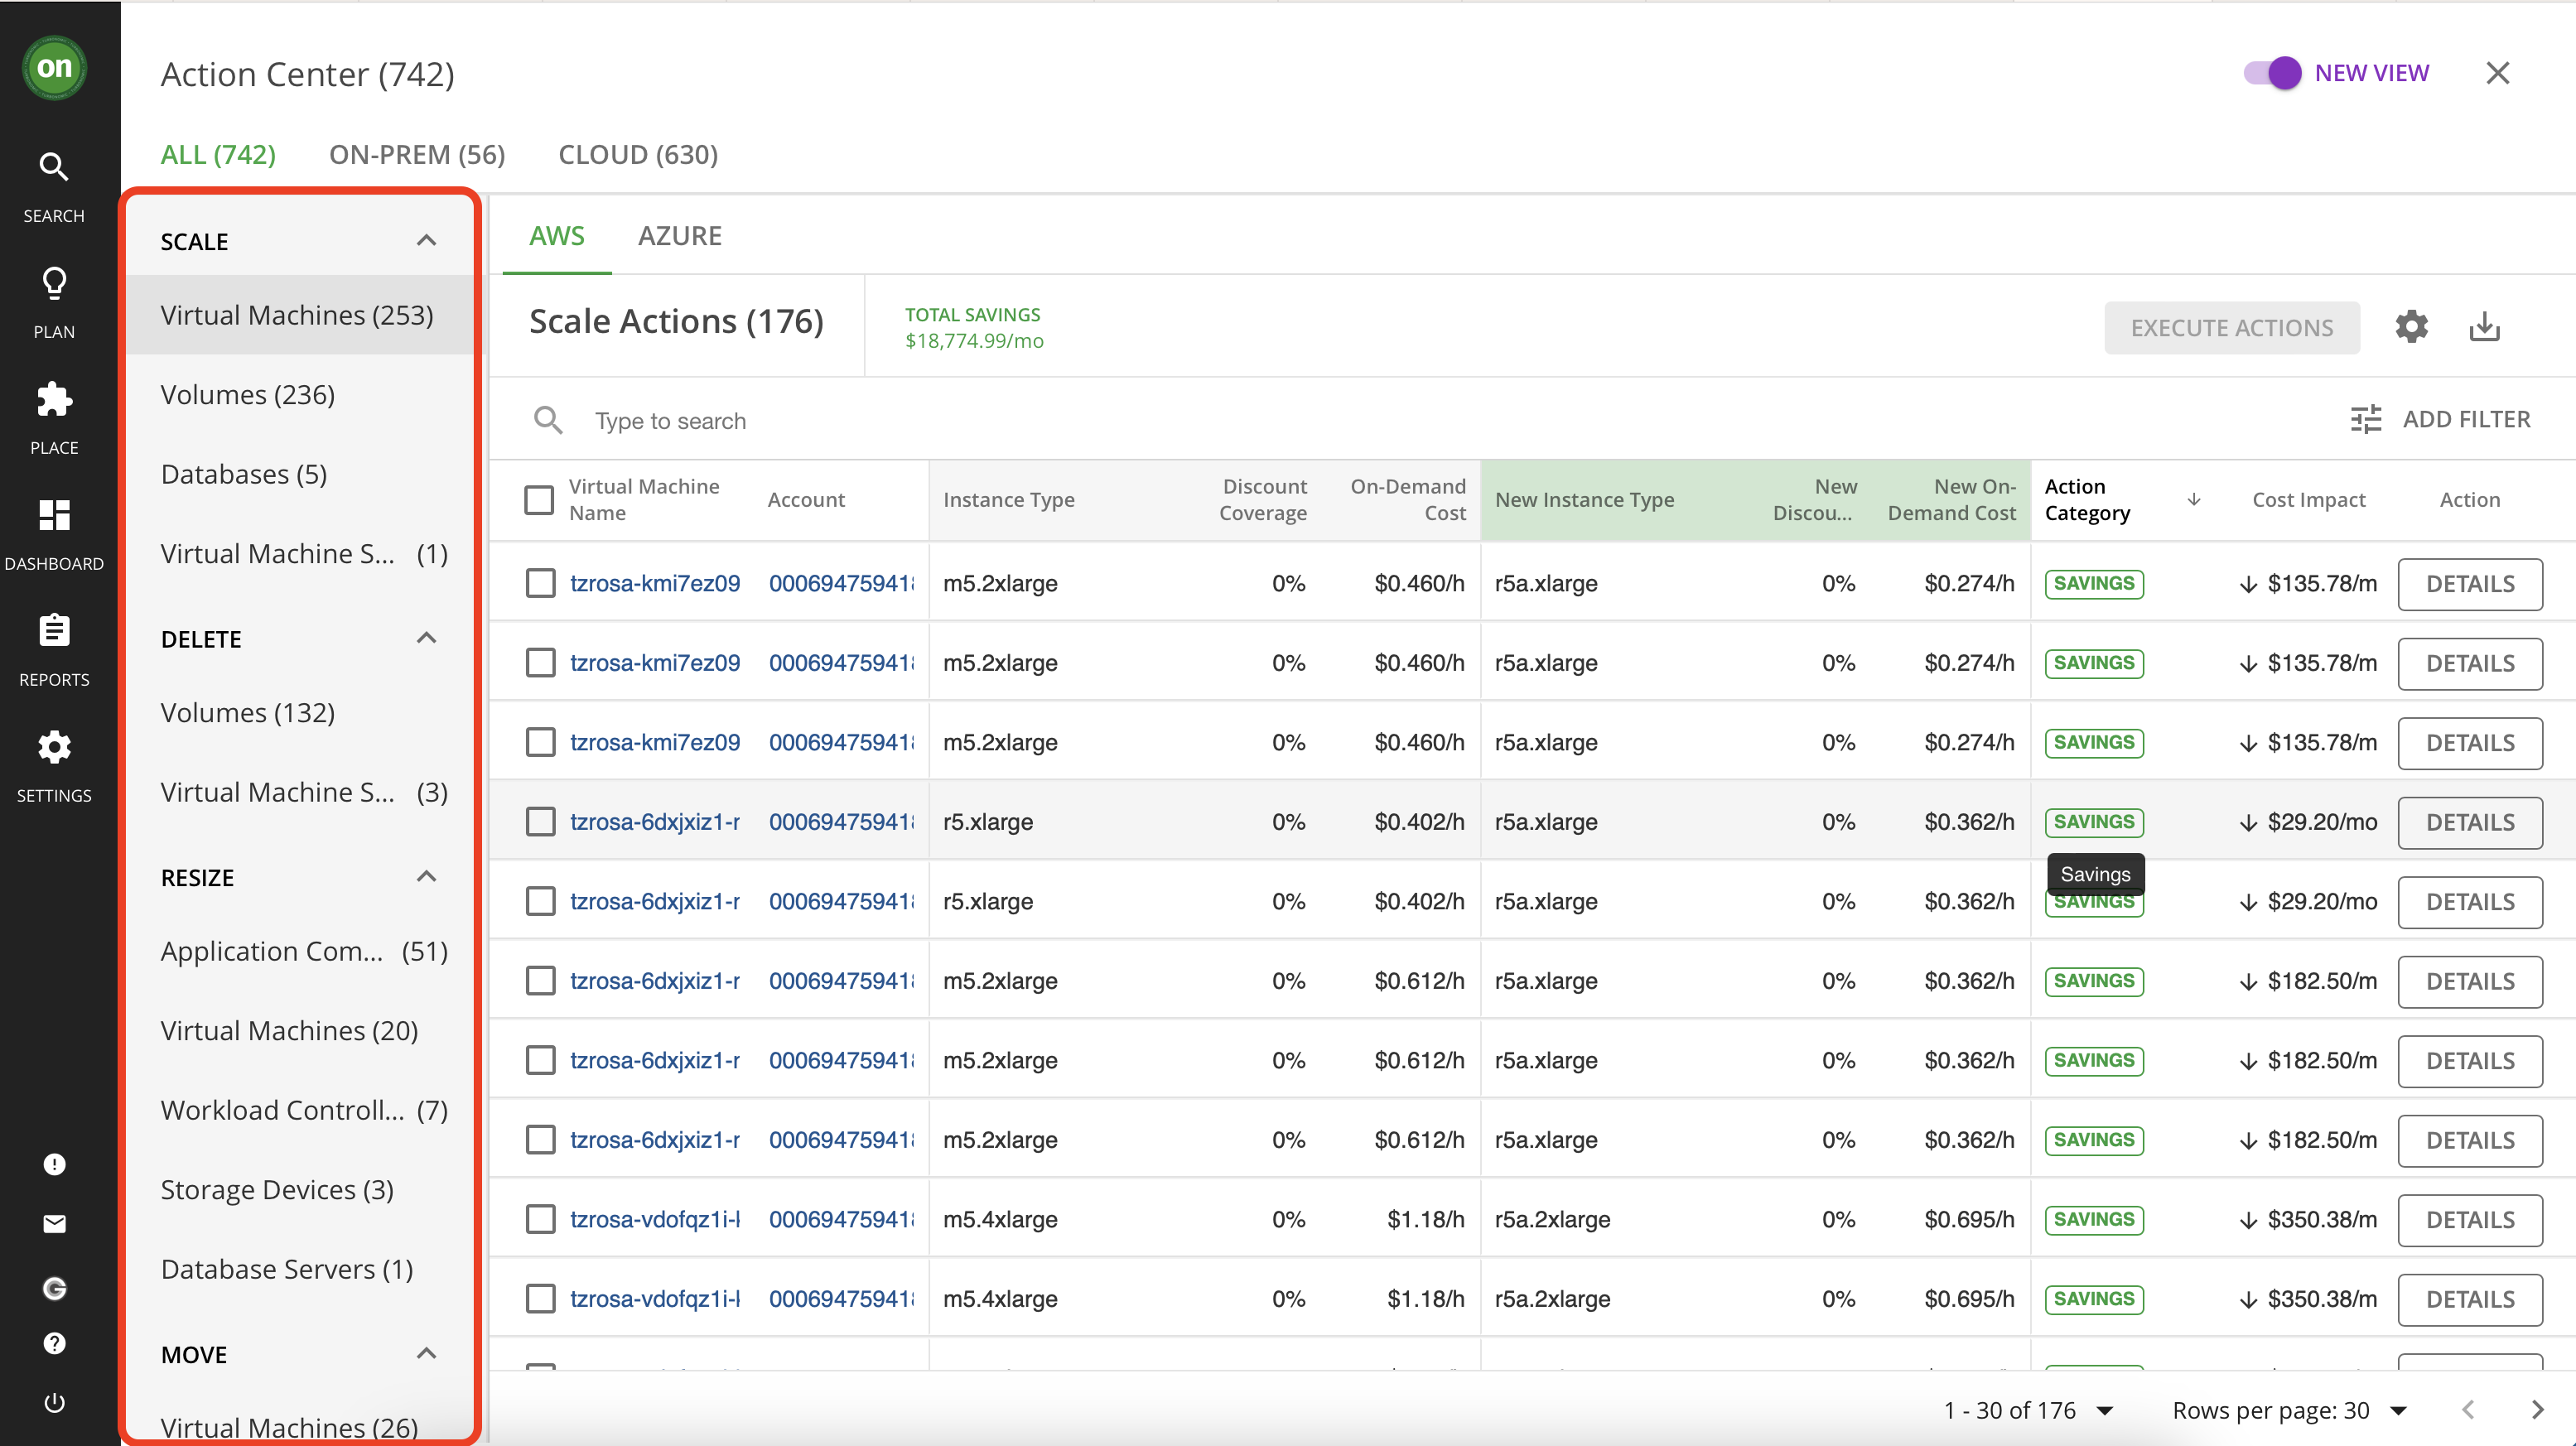 on
SEARCH
PLAN
PLACE
DASHBOARD
REPORTS
SETTINGS
Action Center (742)
NEW VIEW
ALL (742) ON-PREM (56) CLOUD (630)
SCALE
Virtual Machines (253)
Volumes (236)
Databases (5)
Virtual Machine S... (1)
DELETE
Volumes (132)
Virtual Machine S... (3)
RESIZE
Application Com... (51)
Virtual Machines (20)
Workload Controll... (7)
Storage Devices (3)
Database Servers (1)
MOVE
Virtual Machines (26)
AWS AZURE
Scale Actions (176)
TOTAL SAVINGS
$18,774.99/mo
EXECUTE ACTIONS
Type to search
ADD FILTER
Virtual Machine Name Account Instance Type Discount Coverage On-Demand Cost New Instance Type New Discou... New On-Demand Cost Action Category Cost Impact Action
tzrosa-kmi7ez09 000694759418 m5.2xlarge 0% $0.460/h r5a.xlarge 0% $0.274/h SAVINGS $135.78/m DETAILS
tzrosa-kmi7ez09 000694759418 m5.2xlarge 0% $0.460/h r5a.xlarge 0% $0.274/h SAVINGS $135.78/m DETAILS
tzrosa-kmi7ez09 000694759418 m5.2xlarge 0% $0.460/h r5a.xlarge 0% $0.274/h SAVINGS $135.78/m DETAILS
tzrosa-6dxjxiz1-r 000694759418 r5.xlarge 0% $0.402/h r5a.xlarge 0% $0.362/h SAVINGS $29.20/mo DETAILS
Savings
tzrosa-6dxjxiz1-r 000694759418 r5.xlarge 0% $0.402/h r5a.xlarge 0% $0.362/h SAVINGS $29.20/mo DETAILS
tzrosa-6dxjxiz1-r 000694759418 m5.2xlarge 0% $0.612/h r5a.xlarge 0% $0.362/h SAVINGS $182.50/m DETAILS
tzrosa-6dxjxiz1-r 000694759418 m5.2xlarge 0% $0.612/h r5a.xlarge 0% $0.362/h SAVINGS $182.50/m DETAILS
tzrosa-6dxjxiz1-r 000694759418 m5.2xlarge 0% $0.612/h r5a.xlarge 0% $0.362/h SAVINGS $182.50/m DETAILS
tzrosa-vdofqz1i-l 000694759418 m5.4xlarge 0% $1.18/h r5a.2xlarge 0% $0.695/h SAVINGS $350.38/m DETAILS
tzrosa-vdofqz1i-l 000694759418 m5.4xlarge 0% $1.18/h r5a.2xlarge 0% $0.695/h SAVINGS $350.38/m DETAILS
1 - 30 of 176 Rows per page: 30